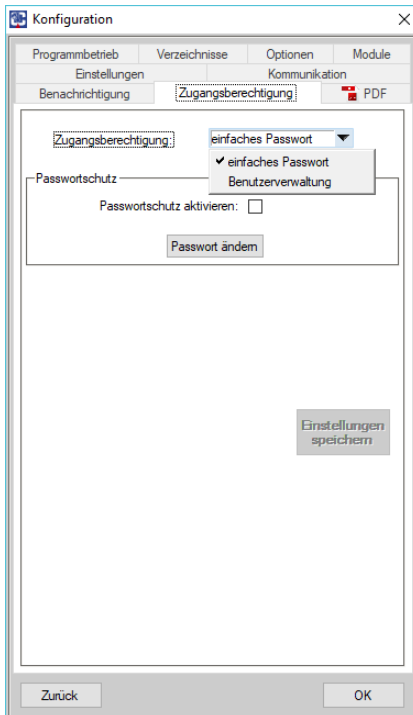 Konfiguration
Programmbetrieb Verzeichnisse Optionen Module
Einstellungen Kommunikation
Benachrichtigung Zugangsberechtigung PDF
Zugangsberechtigung: einfaches Passwort
einfaches Passwort
Benutzerverwaltung
Passwortschutz
Passwortschutz aktivieren:
Passwort ändern
Einstellungen
speichern
Zurück OK